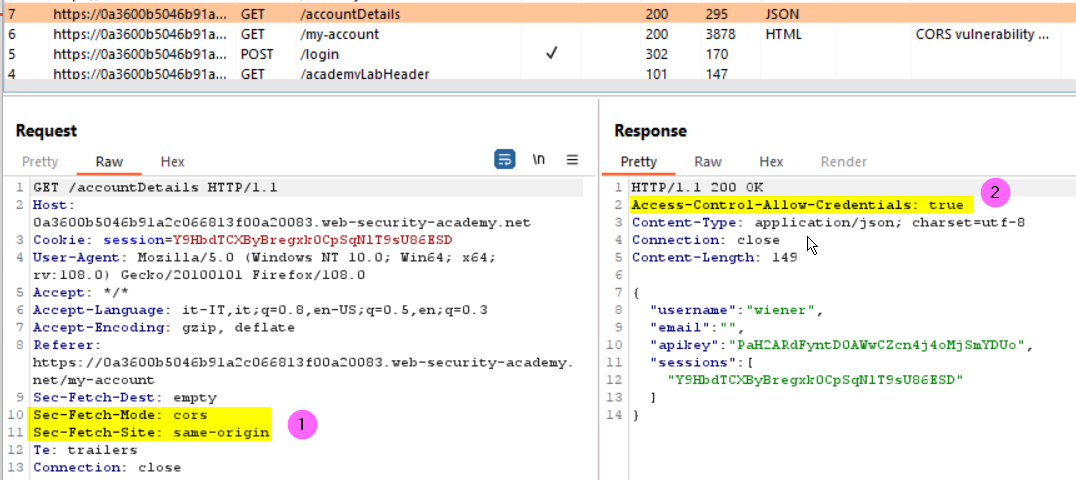 7 https://0a3600b5046b91a... GET /accountDetails 200 295 JSON
6 https://0a3600b5046b91a... GET /my-account 200 3878 HTML CORS vulnerability ...
5 https://0a3600b5046b91a... POST /login ✓ 302 170
4 https://0a3600b5046b91a... GET /academyLabHeader 101 147
Request
Pretty Raw Hex \n
1 GET /accountDetails HTTP/1.1
2 Host:
0a3600b5046b91a2c066813f00a20083.web-security-academy.net
3 Cookie: session=Y9HbdTCXByBregxkOCpSqNlT9sU86ESD
4 User-Agent: Mozilla/5.0 (Windows NT 10.0; Win64; x64;
rv:108.0) Gecko/20100101 Firefox/108.0
5 Accept: */*
6 Accept-Language: it-IT,it;q=0.8,en-US;q=0.5,en;q=0.3
7 Accept-Encoding: gzip, deflate
8 Referer:
https://0a3600b5046b91a2c066813f00a20083.web-security-academy.
net/my-account
9 Sec-Fetch-Dest: empty
10 Sec-Fetch-Mode: cors
11 Sec-Fetch-Site: same-origin
1
12 Te: trailers
13 Connection: close
Response
Pretty Raw Hex Render
1 HTTP/1.1 200 OK
2 Access-Control-Allow-Credentials: true
2
3 Content-Type: application/json; charset=utf-8
4 Connection: close
5 Content-Length: 149
6
7 {
8 "username":"wiener",
9 "email":"",
10 "apikey":"PaH2ARdFyntDOAWwCZcn4j4oMjSmYDUo",
11 "sessions":[
12 "Y9HbdTCXByBregxkOCpSqNlT9sU86ESD"
13 ]
14 }